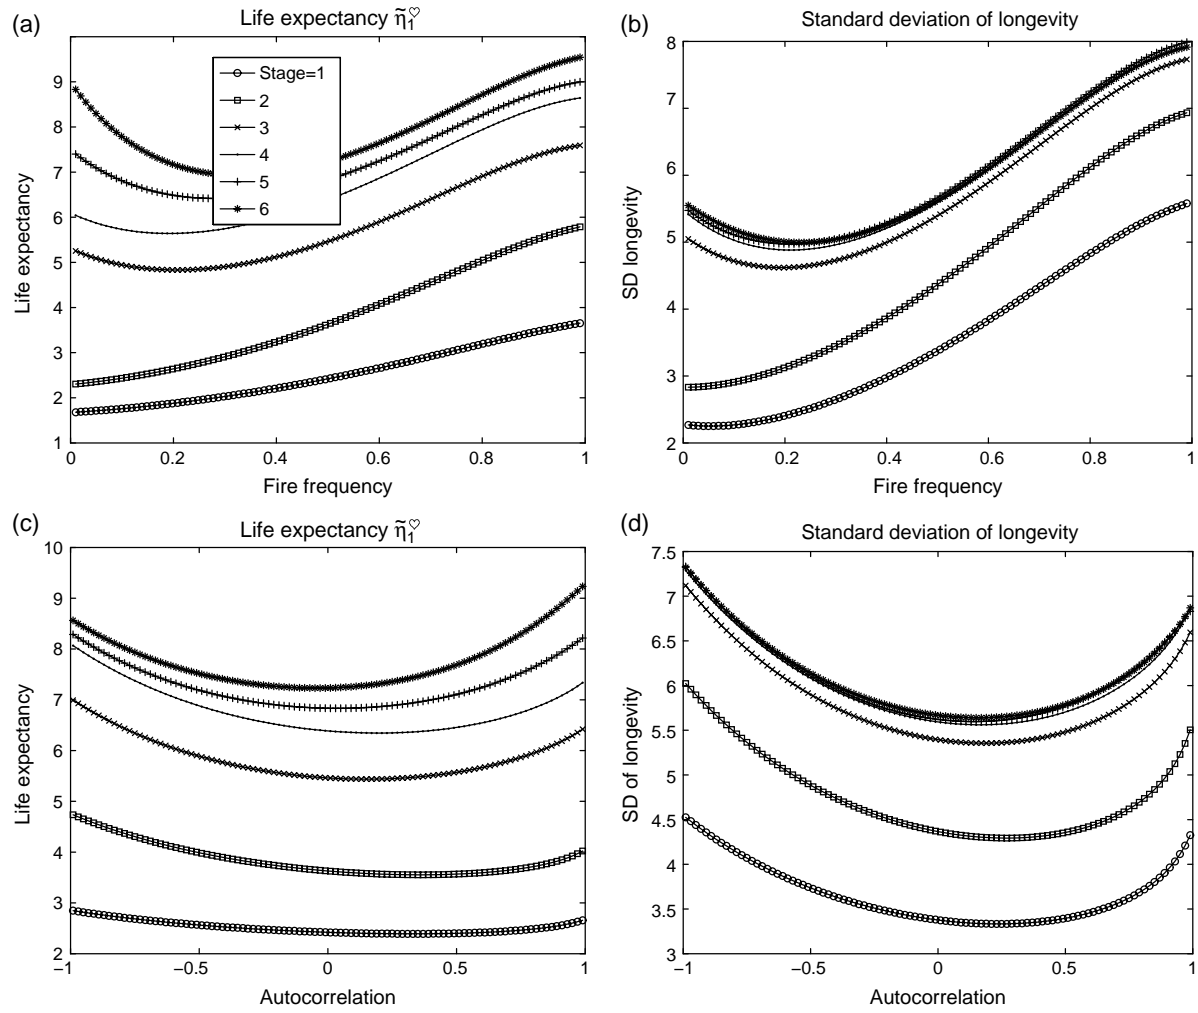 (a)
Life expectancy η̃₁♡
Life expectancy
9
8
7
6
5
4
3
2
1
Stage=1
2
3
4
5
6
0 0.2 0.4 0.6 0.8 1
Fire frequency
(b)
Standard deviation of longevity
SD longevity
8
7
6
5
4
3
2
0 0.2 0.4 0.6 0.8 1
Fire frequency
(c)
Life expectancy η̃₁♡
Life expectancy
10
9
8
7
6
5
4
3
2
−1 −0.5 0 0.5 1
Autocorrelation
(d)
Standard deviation of longevity
SD of longevity
7.5
7
6.5
6
5.5
5
4.5
4
3.5
3
−1 −0.5 0 0.5 1
Autocorrelation